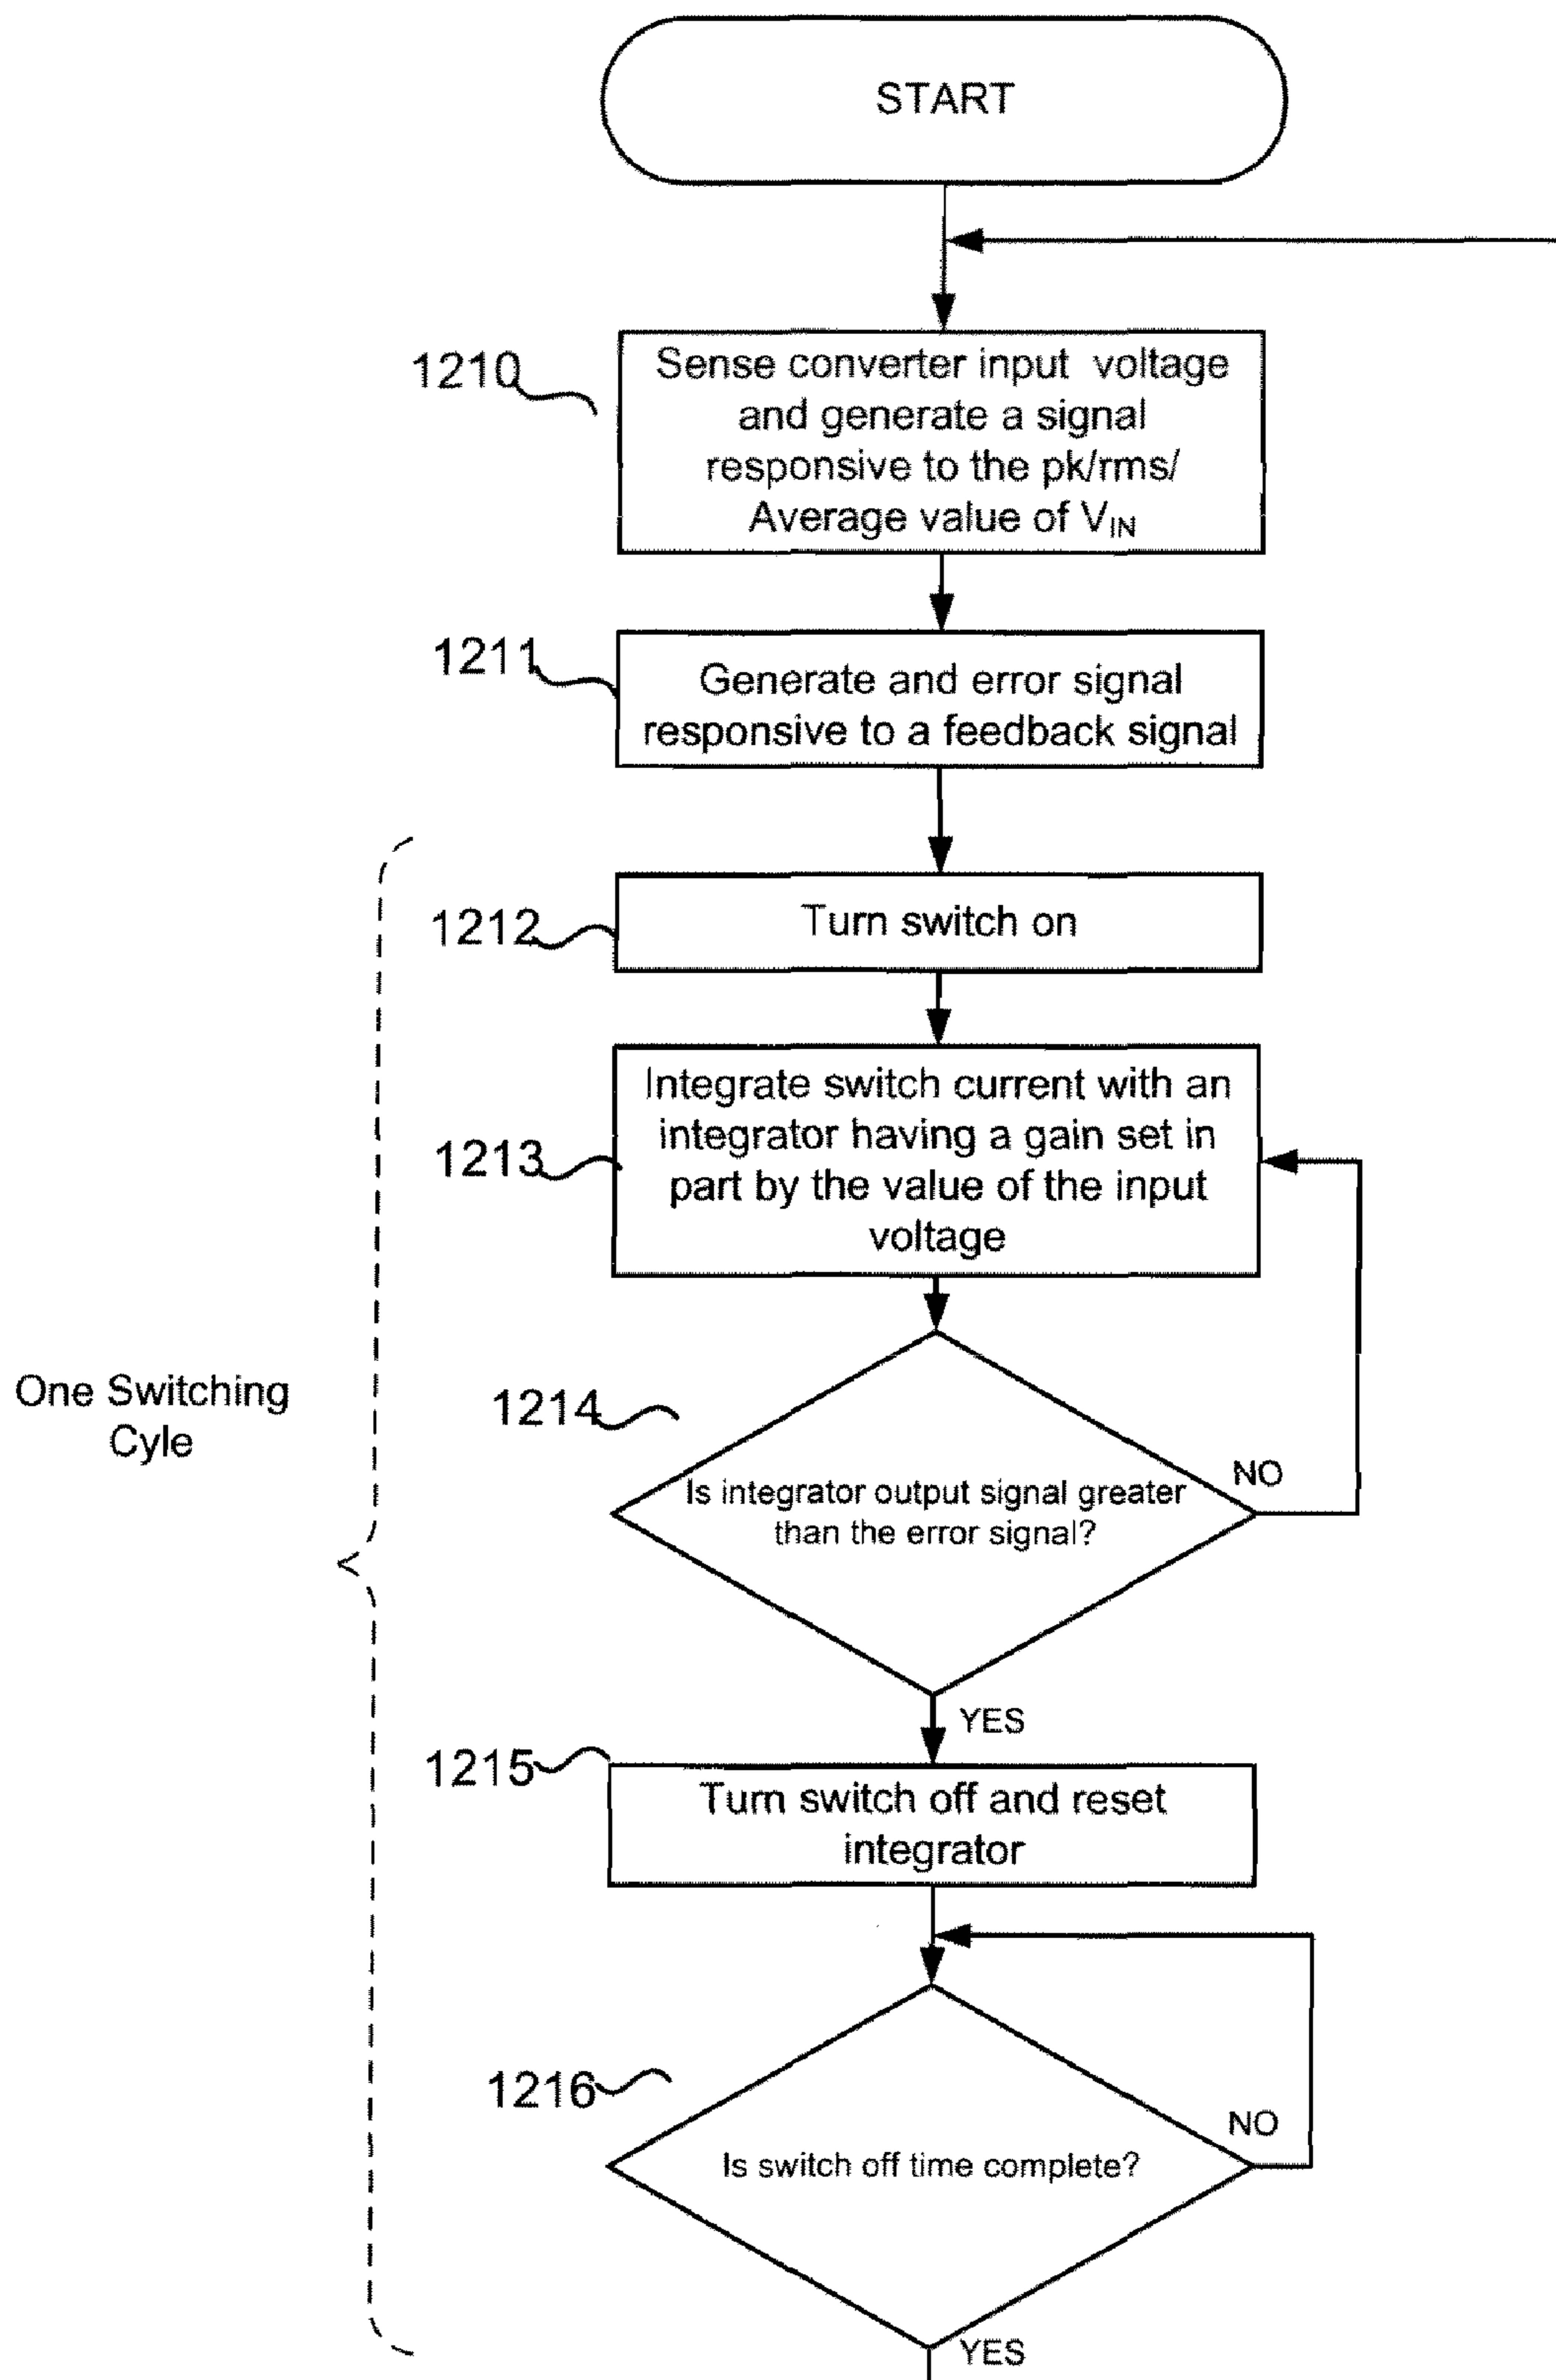 START
1210
Sense converter input voltage
and generate a signal
responsive to the pk/rms/
Average value of VIN
1211
Generate and error signal
responsive to a feedback signal
1212
Turn switch on
1213
Integrate switch current with an
integrator having a gain set in
part by the value of the input
voltage
One Switching
Cyle
1214
Is integrator output signal greater
than the error signal?
NO
YES
1215
Turn switch off and reset
integrator
1216
Is switch off time complete?
NO
YES